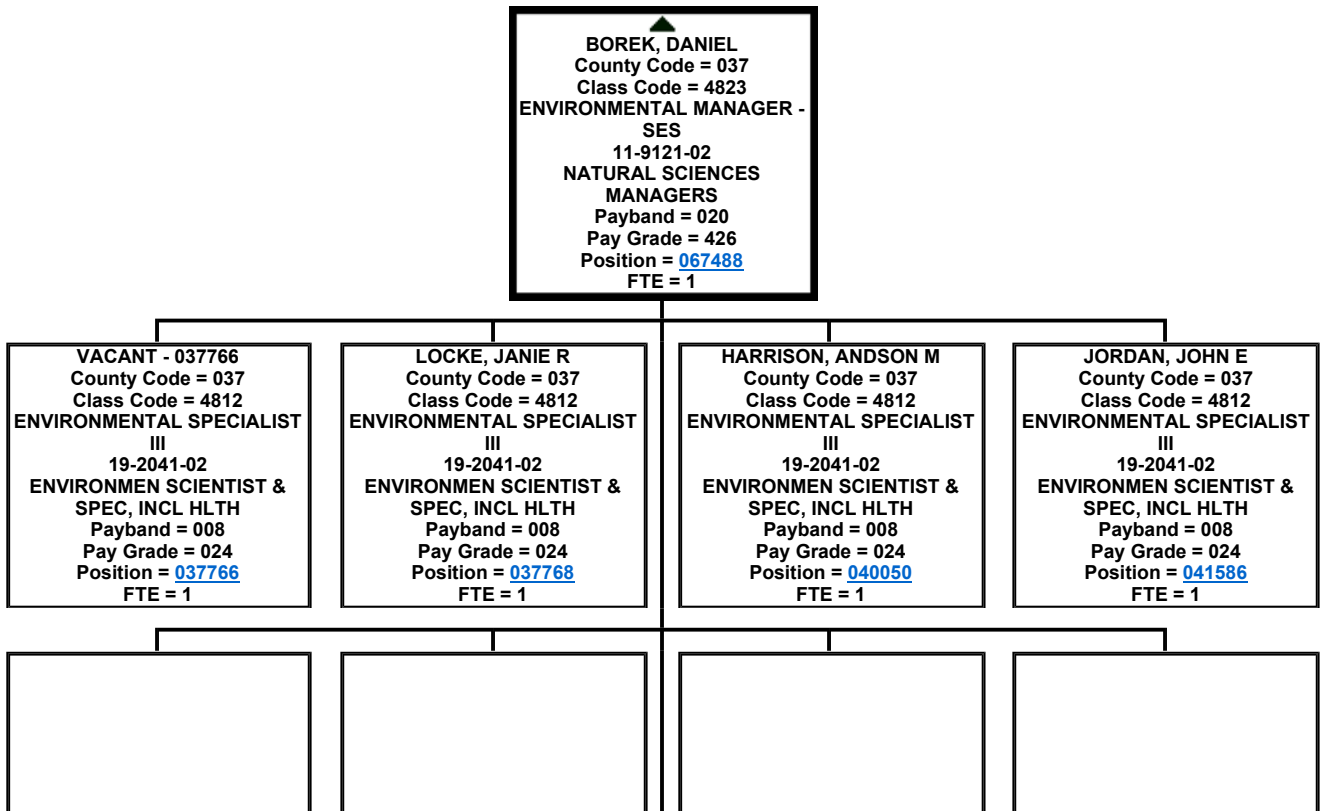 BOREK, DANIEL
County Code = 037
Class Code = 4823
ENVIRONMENTAL MANAGER -
SES
11-9121-02
NATURAL SCIENCES
MANAGERS
Payband = 020
Pay Grade = 426
Position = 067488
FTE = 1
VACANT - 037766
County Code = 037
Class Code = 4812
ENVIRONMENTAL SPECIALIST
III
19-2041-02
ENVIRONMEN SCIENTIST &
SPEC, INCL HLTH
Payband = 008
Pay Grade = 024
Position = 037766
FTE = 1
LOCKE, JANIE R
County Code = 037
Class Code = 4812
ENVIRONMENTAL SPECIALIST
III
19-2041-02
ENVIRONMEN SCIENTIST &
SPEC, INCL HLTH
Payband = 008
Pay Grade = 024
Position = 037768
FTE = 1
HARRISON, ANDSON M
County Code = 037
Class Code = 4812
ENVIRONMENTAL SPECIALIST
III
19-2041-02
ENVIRONMEN SCIENTIST &
SPEC, INCL HLTH
Payband = 008
Pay Grade = 024
Position = 040050
FTE = 1
JORDAN, JOHN E
County Code = 037
Class Code = 4812
ENVIRONMENTAL SPECIALIST
III
19-2041-02
ENVIRONMEN SCIENTIST &
SPEC, INCL HLTH
Payband = 008
Pay Grade = 024
Position = 041586
FTE = 1